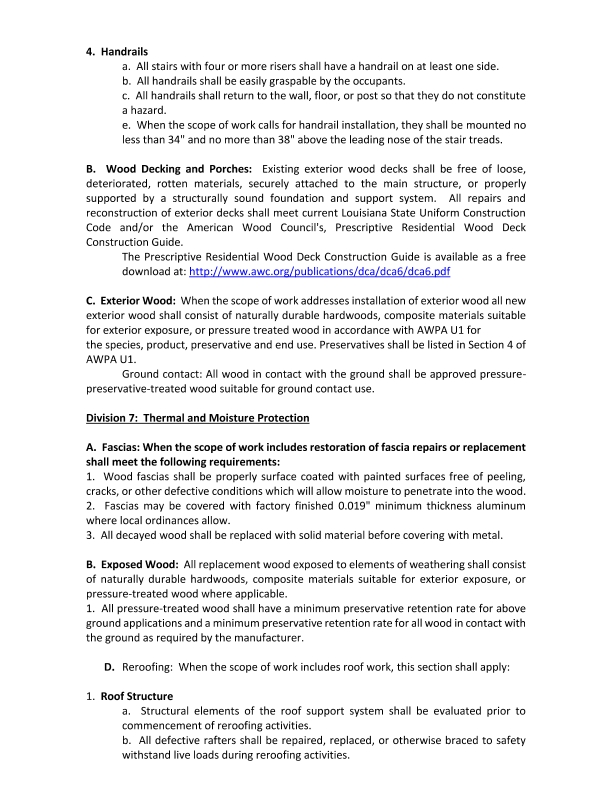 4. Handrails
a. All stairs with four or more risers shall have a handrail on at least one side.
b. All handrails shall be easily graspable by the occupants.
c. All handrails shall return to the wall, floor, or post so that they do not constitute
a hazard.
e. When the scope of work calls for handrail installation, they shall be mounted no
less than 34" and no more than 38" above the leading nose of the stair treads.
B. Wood Decking and Porches: Existing exterior wood decks shall be free of loose,
deteriorated, rotten materials, securely attached to the main structure, or properly
supported by a structurally sound foundation and support system. All repairs and
reconstruction of exterior decks shall meet current Louisiana State Uniform Construction
Code and/or the American Wood Council's, Prescriptive Residential Wood Deck
Construction Guide.
The Prescriptive Residential Wood Deck Construction Guide is available as a free
download at: http://www.awc.org/publications/dca/dca6/dca6.pdf
C. Exterior Wood: When the scope of work addresses installation of exterior wood all new
exterior wood shall consist of naturally durable hardwoods, composite materials suitable
for exterior exposure, or pressure treated wood in accordance with AWPA U1 for
the species, product, preservative and end use. Preservatives shall be listed in Section 4 of
AWPA U1.
Ground contact: All wood in contact with the ground shall be approved pressure-
preservative-treated wood suitable for ground contact use.
Division 7: Thermal and Moisture Protection
A. Fascias: When the scope of work includes restoration of fascia repairs or replacement
shall meet the following requirements:
1. Wood fascias shall be properly surface coated with painted surfaces free of peeling,
cracks, or other defective conditions which will allow moisture to penetrate into the wood.
2. Fascias may be covered with factory finished 0.019" minimum thickness aluminum
where local ordinances allow.
3. All decayed wood shall be replaced with solid material before covering with metal.
B. Exposed Wood: All replacement wood exposed to elements of weathering shall consist
of naturally durable hardwoods, composite materials suitable for exterior exposure, or
pressure-treated wood where applicable.
1. All pressure-treated wood shall have a minimum preservative retention rate for above
ground applications and a minimum preservative retention rate for all wood in contact with
the ground as required by the manufacturer.
D. Reroofing: When the scope of work includes roof work, this section shall apply:
1. Roof Structure
a. Structural elements of the roof support system shall be evaluated prior to
commencement of reroofing activities.
b. All defective rafters shall be repaired, replaced, or otherwise braced to safety
withstand live loads during reroofing activities.